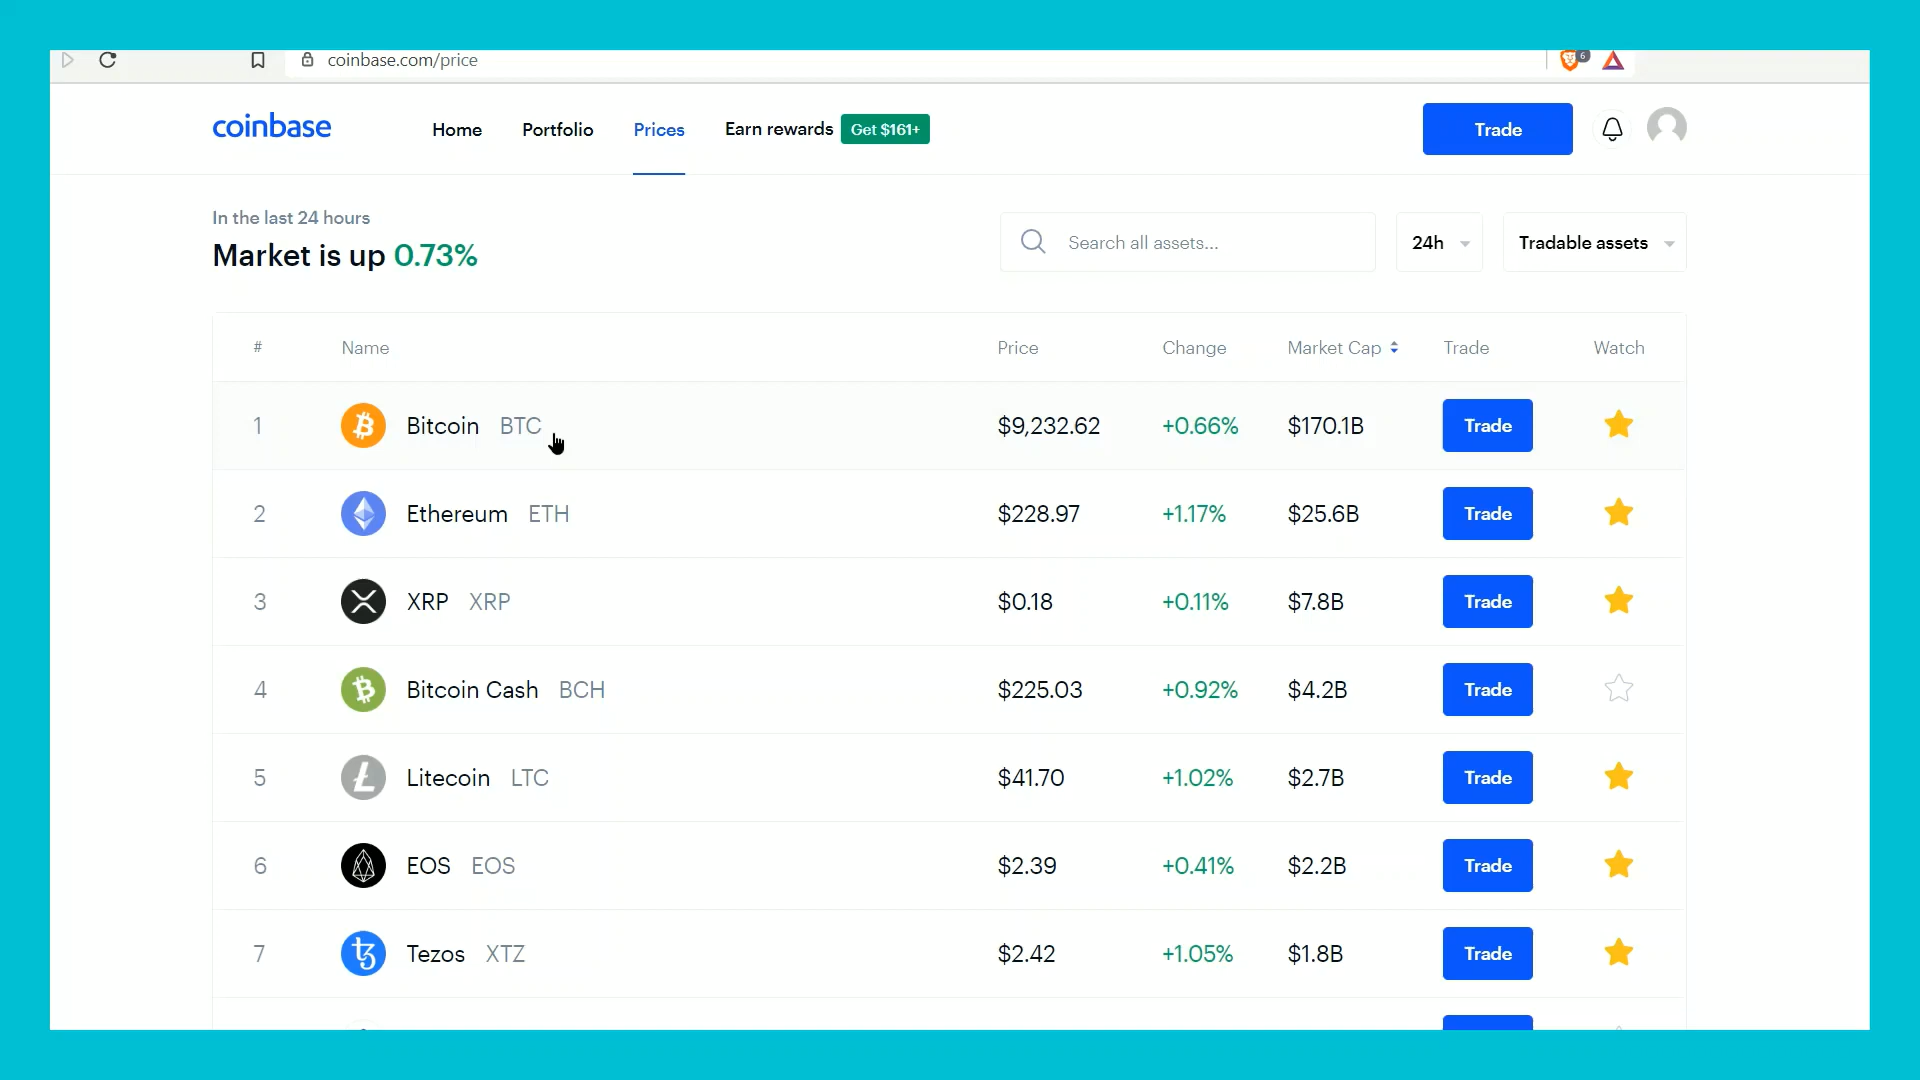 coinbase.com/price
6
coinbase
Home Portfolio Prices Earn rewards Get $161+
Trade
In the last 24 hours
Market is up 0.73%
Search all assets...
24h
Tradable assets
# Name Price Change Market Cap Trade Watch
1 Bitcoin BTC $9,232.62 +0.66% $170.1B Trade
2 Ethereum ETH $228.97 +1.17% $25.6B Trade
3 XRP XRP $0.18 +0.11% $7.8B Trade
4 Bitcoin Cash BCH $225.03 +0.92% $4.2B Trade
5 Litecoin LTC $41.70 +1.02% $2.7B Trade
6 EOS EOS $2.39 +0.41% $2.2B Trade
7 Tezos XTZ $2.42 +1.05% $1.8B Trade